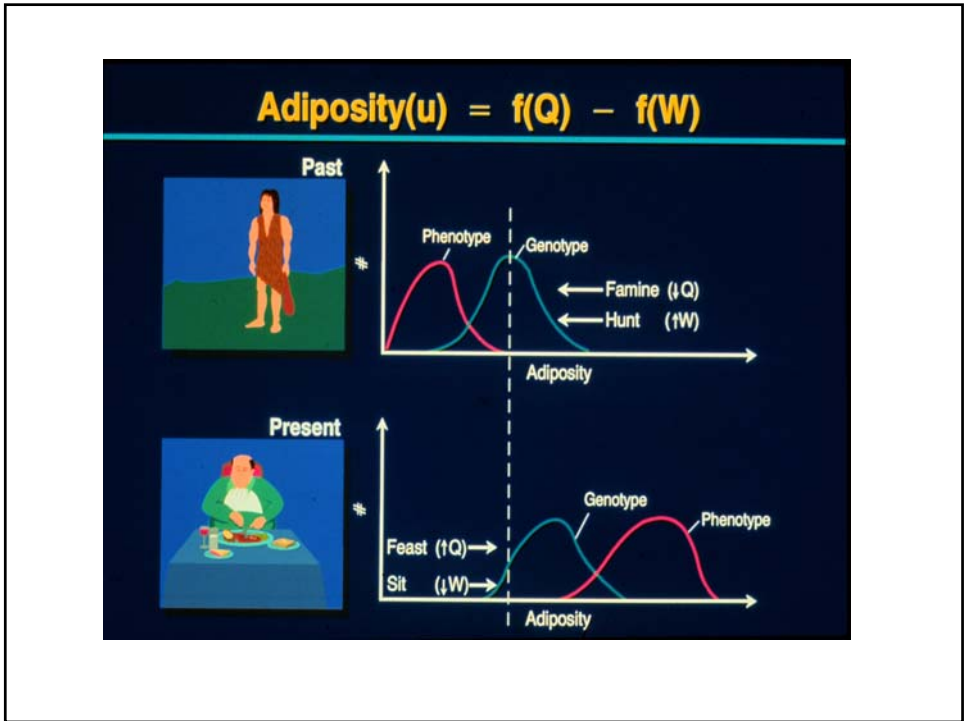 Adiposity(u) = f(Q) − f(W)
Past
#
Phenotype
Genotype
←Famine (↓Q)
←Hunt (↑W)
Adiposity
Present
#
Genotype
Phenotype
Feast (↑Q)→
Sit (↓W)→
Adiposity